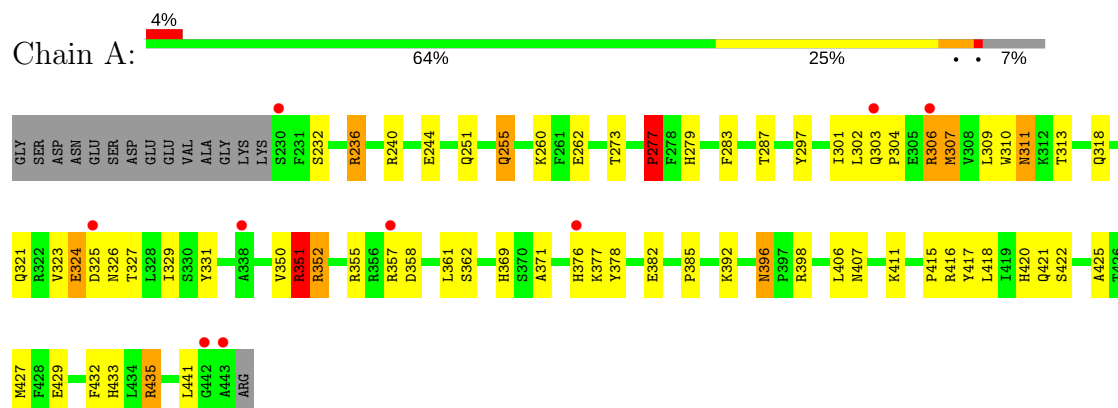 4%
Chain A:
64% 25% • • 7%
GLY SER ASP ASN GLU SER ASP GLU GLU VAL ALA GLY LYS LYS S230 F231 S232 R236 R240 E244 Q251 Q255 K260 F261 E262 T273 P277 F278 H279 F283 T287 Y297 I301 L302 Q303 P304 E305 R306 M307 V308 L309 W310 N311 K312 T313 Q318
Q321 R322 V323 E324 D325 N326 T327 L328 I329 S330 Y331 A338 V350 R351 R352 R355 R356 R357 D358 L361 S362 H369 S370 A371 H376 K377 Y378 E382 P385 K392 N396 P397 R398 L406 N407 K411 P415 R416 Y417 L418 I419 H420 Q421 S422 A425 T426
M427 F428 E429 F432 H433 L434 R435 L441 G442 A443 ARG